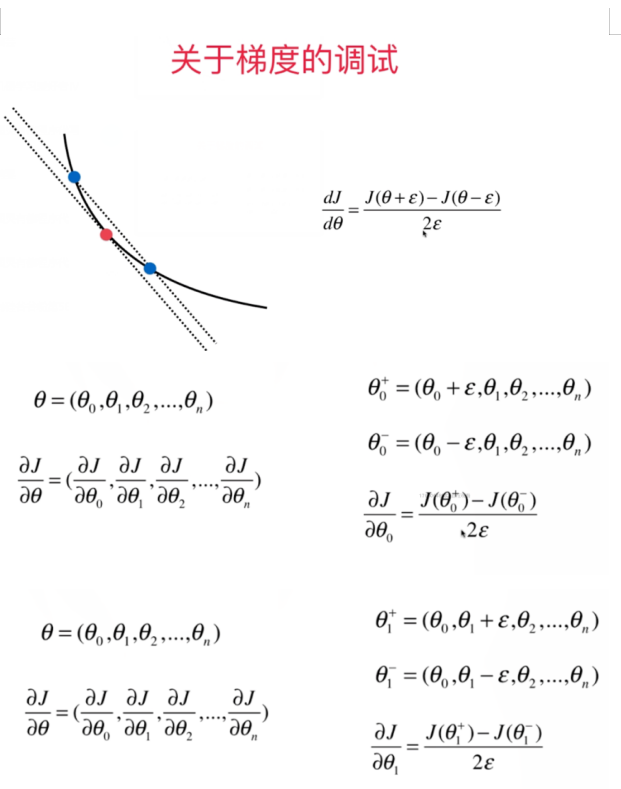 关于梯度的调试
dJ/dθ = (J(θ+ε)−J(θ−ε))/(2ε)
θ = (θ₀,θ₁,θ₂,...,θₙ)
∂J/∂θ = (∂J/∂θ₀,∂J/∂θ₁,∂J/∂θ₂,...,∂J/∂θₙ)
θ₀⁺ = (θ₀+ε,θ₁,θ₂,...,θₙ)
θ₀⁻ = (θ₀−ε,θ₁,θ₂,...,θₙ)
∂J/∂θ₀ = (J(θ₀⁺)−J(θ₀⁻))/(2ε)
θ = (θ₀,θ₁,θ₂,...,θₙ)
∂J/∂θ = (∂J/∂θ₀,∂J/∂θ₁,∂J/∂θ₂,...,∂J/∂θₙ)
θ₁⁺ = (θ₀,θ₁+ε,θ₂,...,θₙ)
θ₁⁻ = (θ₀,θ₁−ε,θ₂,...,θₙ)
∂J/∂θ₁ = (J(θ₁⁺)−J(θ₁⁻))/(2ε)